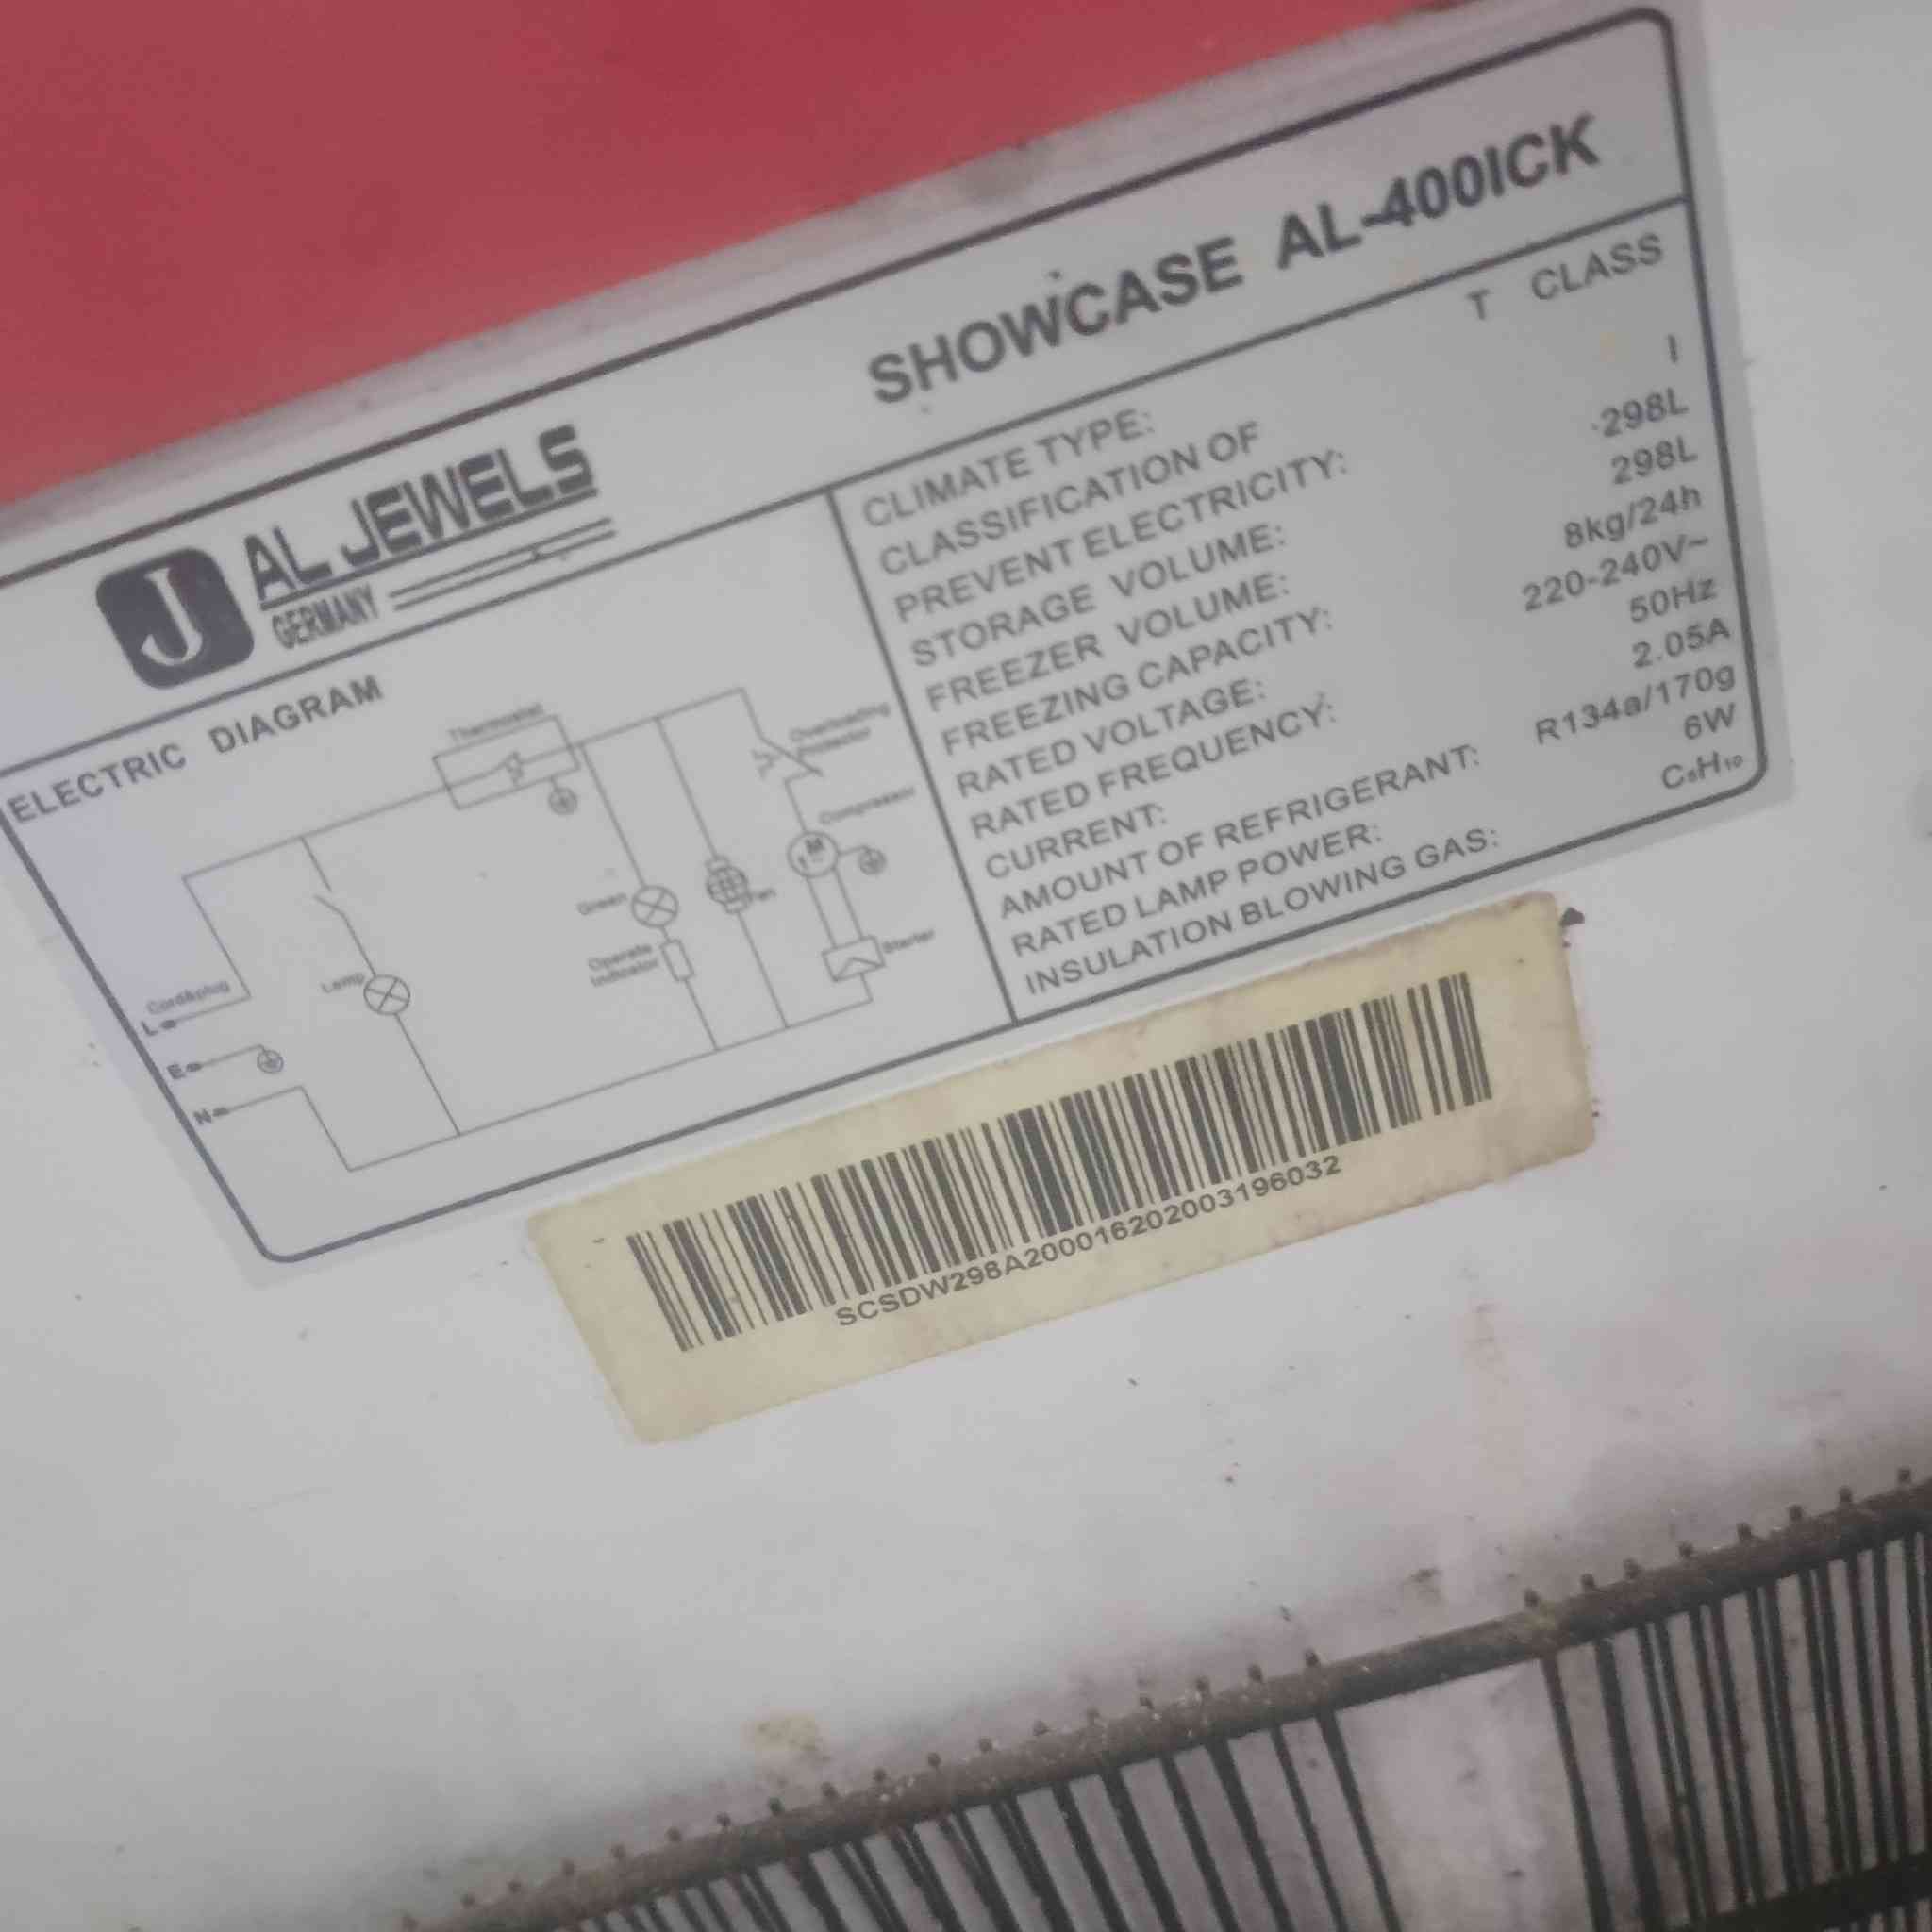 AL JEWELS
GERMANY
SHOWCASE AL-400ICK
ELECTRIC DIAGRAM
Thermostat
Overloading
Protector
Compressor
Green
Fan
Operate
Indicator
Starter
Lamp
Cord&plug
L
E
N
M
CLIMATE TYPE: T CLASS
CLASSIFICATION OF
PREVENT ELECTRICITY: I
STORAGE VOLUME: 298L
FREEZER VOLUME: 298L
FREEZING CAPACITY: 8kg/24h
RATED VOLTAGE: 220-240V~
RATED FREQUENCY: 50Hz
CURRENT: 2.05A
AMOUNT OF REFRIGERANT: R134a/170g
RATED LAMP POWER: 6W
INSULATION BLOWING GAS: C₅H₁₀
SCSDW298A200016202003196032